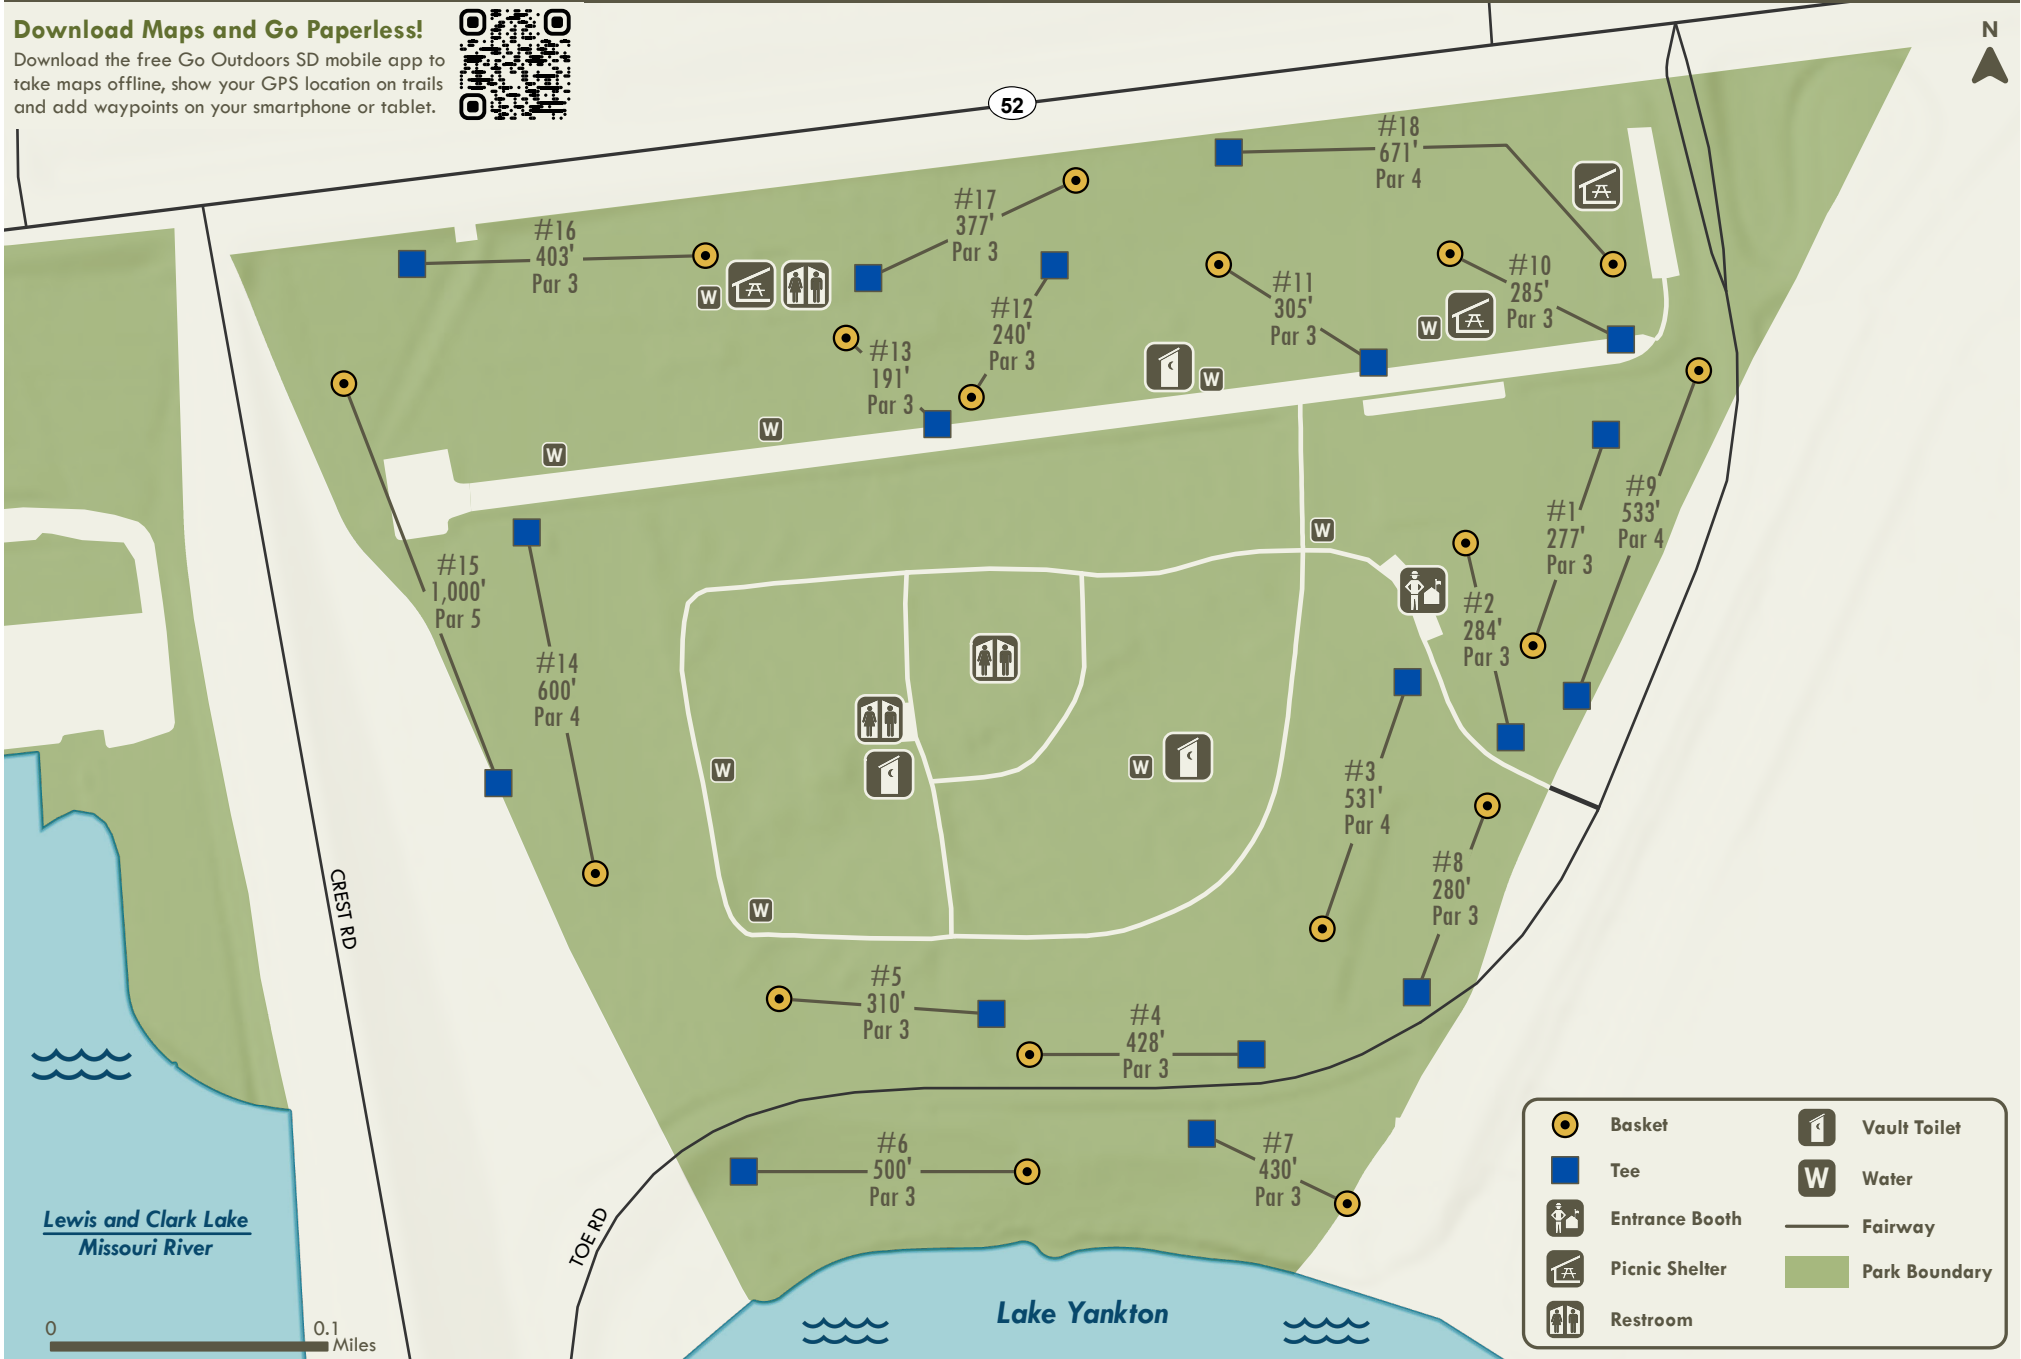 Download Maps and Go Paperless!
Download the free Go Outdoors SD mobile app to
take maps offline, show your GPS location on trails
and add waypoints on your smartphone or tablet.
N
52
#18
671'
Par 4
#17
377'
Par 3
#16
403'
Par 3
#10
285'
Par 3
#11
305'
Par 3
#12
240'
Par 3
#13
191'
Par 3
W
W
W
W
W
W
#9
533'
Par 4
#1
277'
Par 3
#15
1,000'
Par 5
#2
284'
Par 3
#14
600'
Par 4
#3
531'
Par 4
W
W
W
#8
280'
Par 3
CREST RD
#5
310'
Par 3
#4
428'
Par 3
#6
500'
Par 3
#7
430'
Par 3
TOE RD
Lewis and Clark Lake
Missouri River
Lake Yankton
0
0.1
Miles
Basket
Tee
Entrance Booth
Picnic Shelter
Restroom
Vault Toilet
W
Water
Fairway
Park Boundary